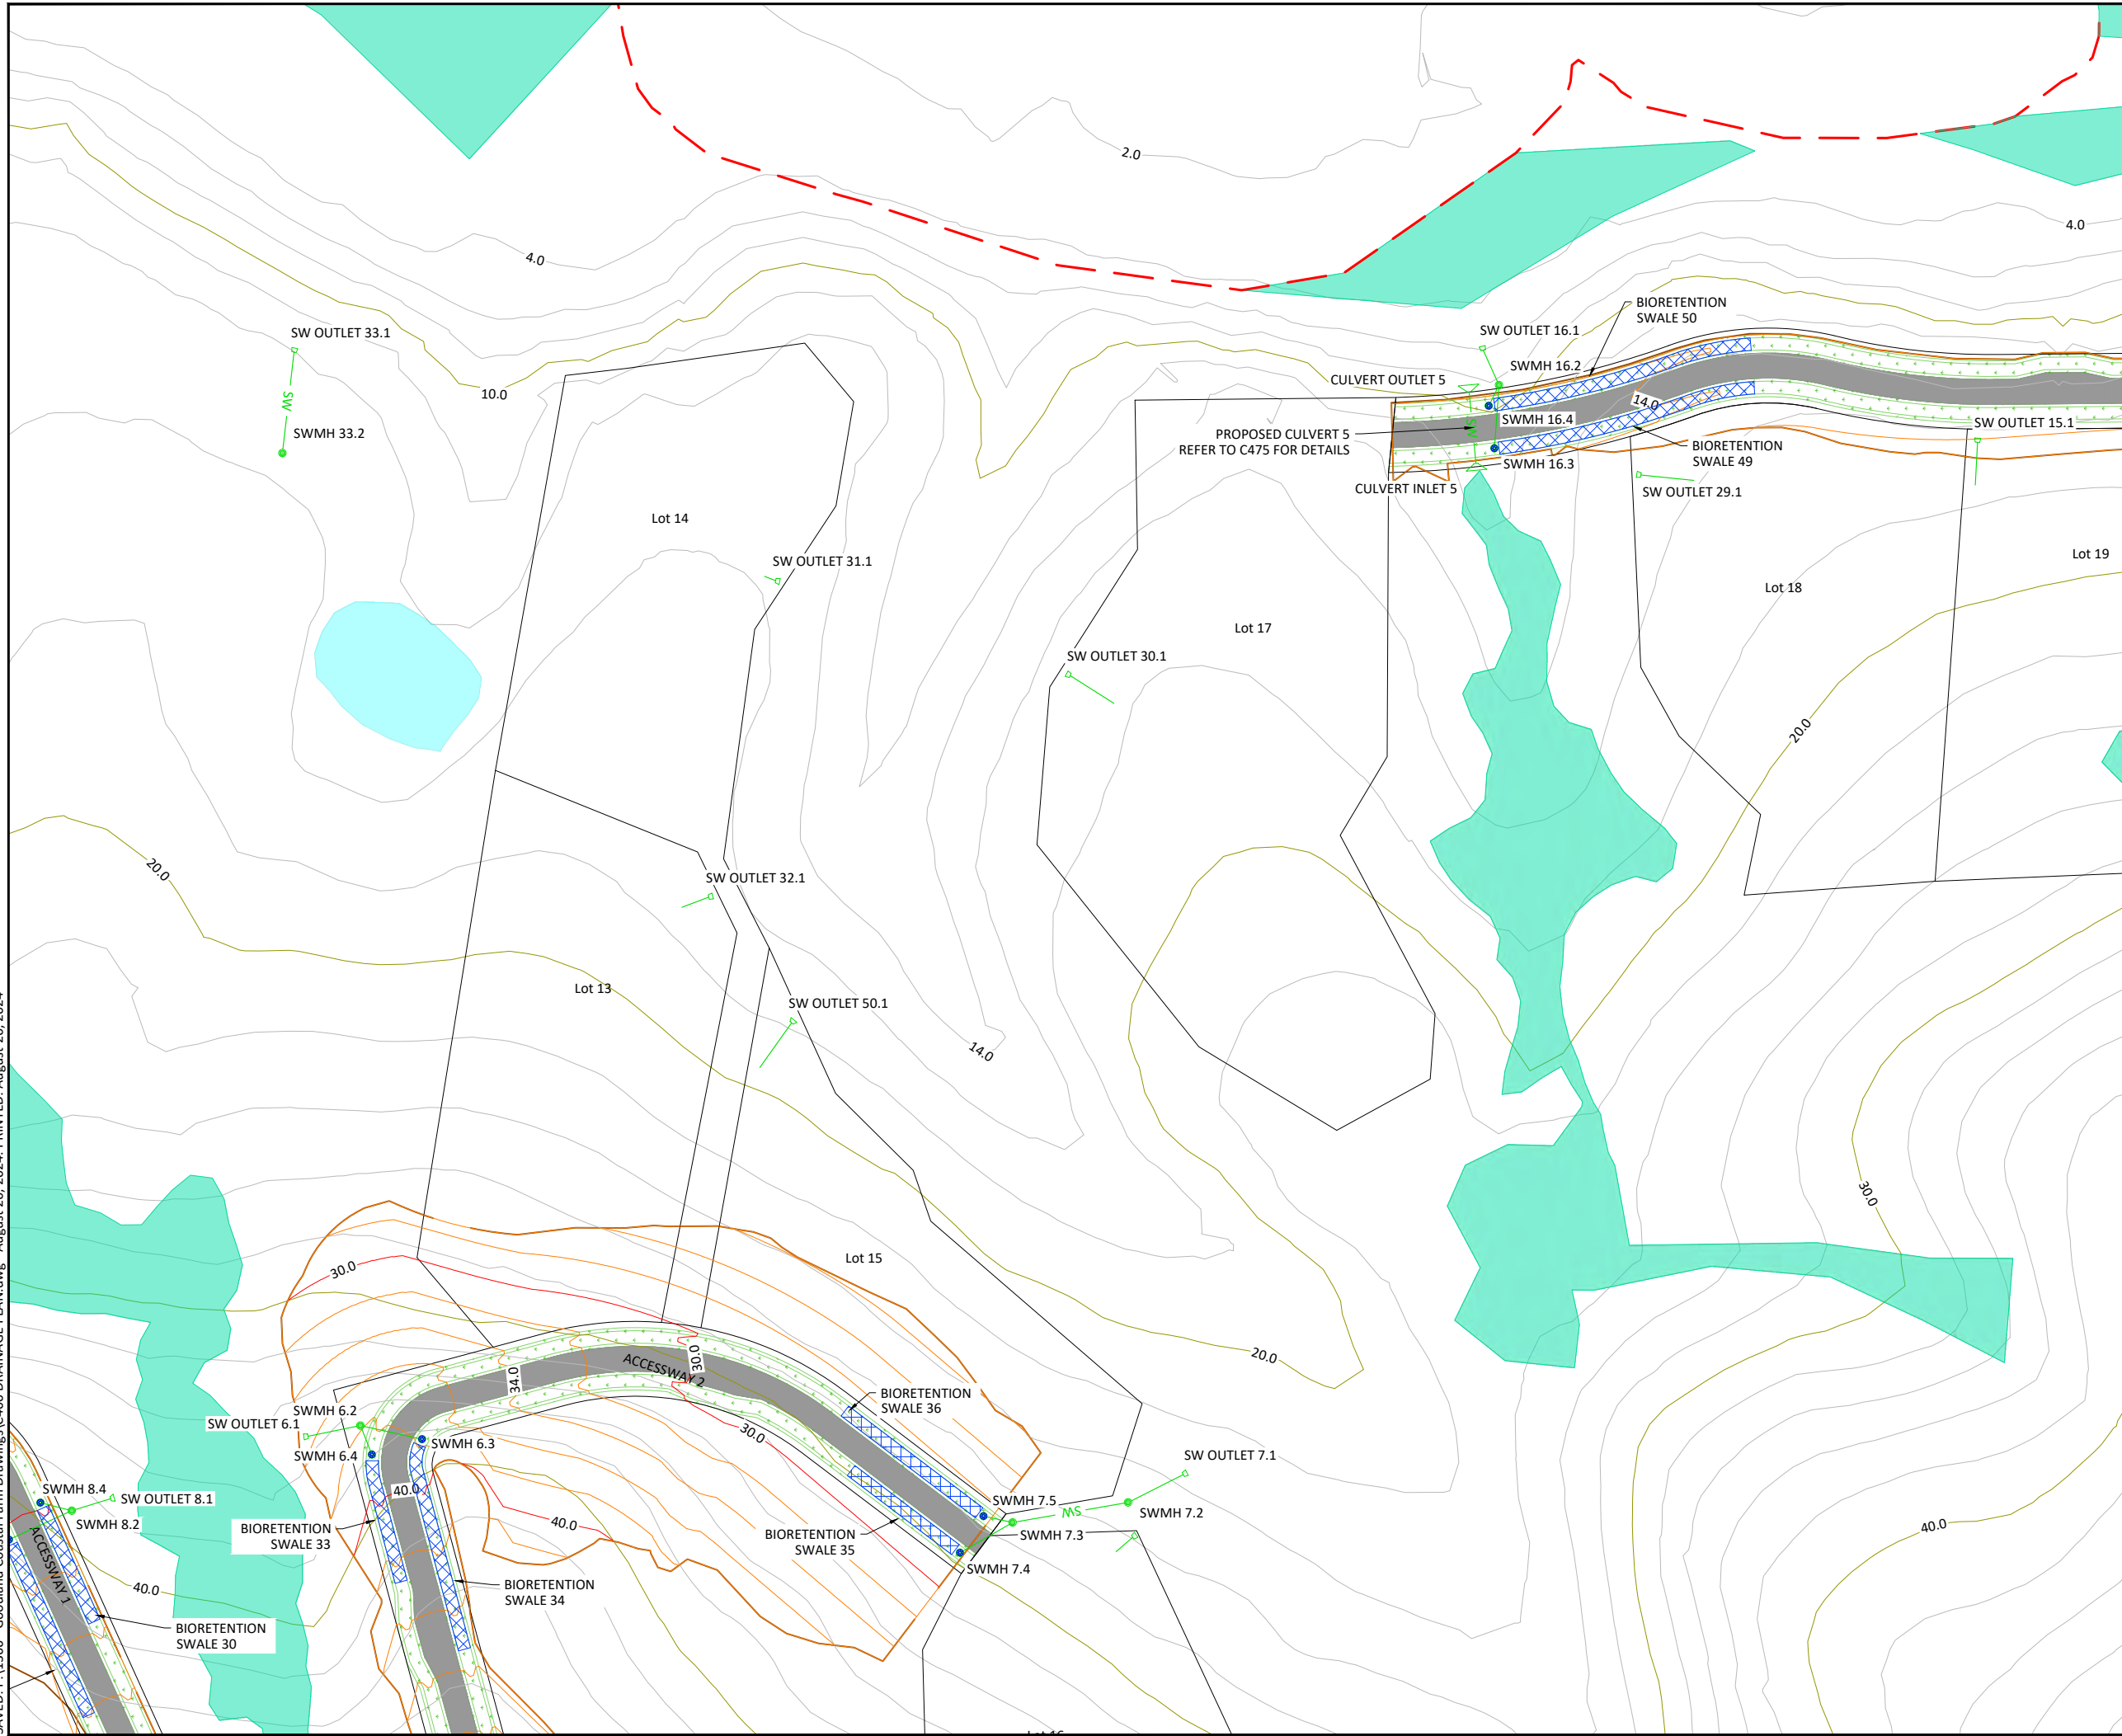 2.0
4.0
4.0
10.0
SW OUTLET 33.1
SW
SWMH 33.2
BIORETENTION
SWALE 50
SW OUTLET 16.1
SWMH 16.2
CULVERT OUTLET 5
14.0
SWMH 16.4
SW
PROPOSED CULVERT 5
REFER TO C475 FOR DETAILS
SWMH 16.3
CULVERT INLET 5
BIORETENTION
SWALE 49
SW OUTLET 15.1
SW OUTLET 29.1
Lot 14
SW OUTLET 31.1
Lot 19
Lot 18
Lot 17
SW OUTLET 30.1
20.0
20.0
SW OUTLET 32.1
Lot 13
SW OUTLET 50.1
14.0
30.0
Lot 15
30.0
20.0
30.0
34.0
ACCESSWAY 2
BIORETENTION
SWALE 36
SWMH 6.2
SW OUTLET 6.1
30.0
SWMH 6.3
SWMH 6.4
SW OUTLET 7.1
40.0
SWMH 8.4
SW OUTLET 8.1
SWMH 8.2
SWMH 7.5
SW
SWMH 7.2
40.0
40.0
BIORETENTION
SWALE 33
BIORETENTION
SWALE 35
SWMH 7.3
SWMH 7.4
ACCESSWAY 1
40.0
BIORETENTION
SWALE 34
BIORETENTION
SWALE 30
Lot 16